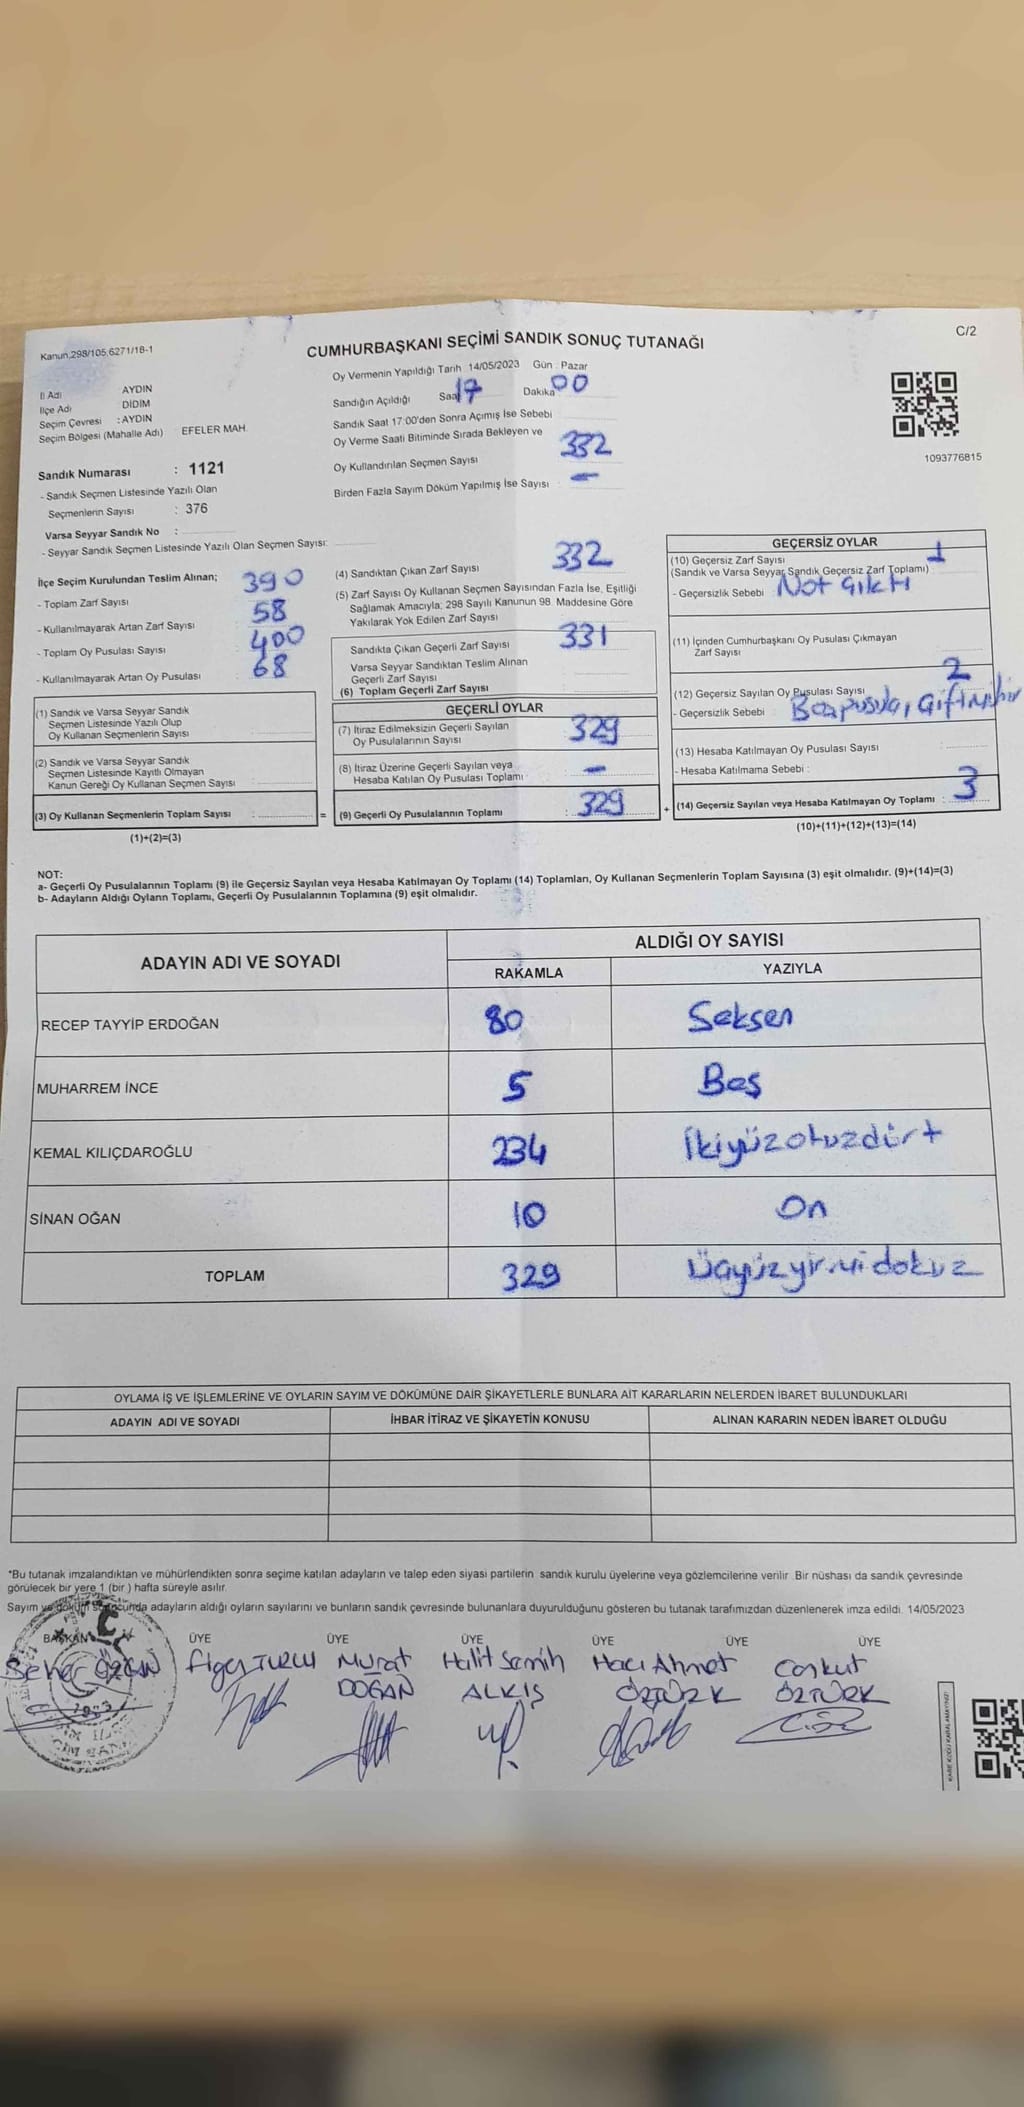 Kanun,298/105,6271/18-1
C/2
CUMHURBAŞKANI SEÇİMİ SANDIK SONUÇ TUTANAĞI
Oy Vermenin Yapıldığı Tarih 14/05/2023 Gün : Pazar
İl Adı AYDIN
İlçe Adı DİDİM
Seçim Çevresi : AYDIN
Seçim Bölgesi (Mahalle Adı) EFELER MAH.
Sandık Numarası : 1121
- Sandık Seçmen Listesinde Yazılı Olan
Seçmenlerin Sayısı : 376
Varsa Seyyar Sandık No :
- Seyyar Sandık Seçmen Listesinde Yazılı Olan Seçmen Sayısı:
Sandığın Açıldığı Saat 17 Dakika 00
Sandık Saat 17:00'den Sonra Açımış İse Sebebi
Oy Verme Saati Bitiminde Sırada Bekleyen ve
Oy Kullandırılan Seçmen Sayısı 332
Birden Fazla Sayım Döküm Yapılmış İse Sayısı : -
1093776815
İlçe Seçim Kurulundan Teslim Alınan;
- Toplam Zarf Sayısı 390
- Kullanılmayarak Artan Zarf Sayısı 58
- Toplam Oy Pusulası Sayısı 400
- Kullanılmayarak Artan Oy Pusulası 68
(1) Sandık ve Varsa Seyyar Sandık
Seçmen Listesinde Yazılı Olup
Oy Kullanan Seçmenlerin Sayısı
(2) Sandık ve Varsa Seyyar Sandık
Seçmen Listesinde Kayıtlı Olmayan
Kanun Gereği Oy Kullanan Seçmen Sayısı
(3) Oy Kullanan Seçmenlerin Toplam Sayısı : =
(1)+(2)=(3)
(4) Sandıktan Çıkan Zarf Sayısı 332
(5) Zarf Sayısı Oy Kullanan Seçmen Sayısından Fazla İse, Eşitliği
Sağlamak Amacıyla; 298 Sayılı Kanunun 98. Maddesine Göre
Yakılarak Yok Edilen Zarf Sayısı
Sandıkta Çıkan Geçerli Zarf Sayısı 331
Varsa Seyyar Sandıktan Teslim Alınan
Geçerli Zarf Sayısı
(6) Toplam Geçerli Zarf Sayısı
GEÇERLİ OYLAR
(7) İtiraz Edilmeksizin Geçerli Sayılan
Oy Pusulalarının Sayısı 329
(8) İtiraz Üzerine Geçerli Sayılan veya
Hesaba Katılan Oy Pusulası Toplamı -
(9) Geçerli Oy Pusulalarının Toplamı : 329 +
GEÇERSİZ OYLAR
(10) Geçersiz Zarf Sayısı
(Sandık ve Varsa Seyyar Sandık Geçersiz Zarf Toplamı) 1
- Geçersizlik Sebebi Not Çıktı
(11) İçinden Cumhurbaşkanı Oy Pusulası Çıkmayan
Zarf Sayısı
(12) Geçersiz Sayılan Oy Pusulası Sayısı 2
- Geçersizlik Sebebi : Boş pusula, Çift Mühür
(13) Hesaba Katılmayan Oy Pusulası Sayısı
- Hesaba Katılmama Sebebi :
(14) Geçersiz Sayılan veya Hesaba Katılmayan Oy Toplamı : 3
(10)+(11)+(12)+(13)=(14)
NOT:
a- Geçerli Oy Pusulalarının Toplamı (9) ile Geçersiz Sayılan veya Hesaba Katılmayan Oy Toplamı (14) Toplamları, Oy Kullanan Seçmenlerin Toplam Sayısına (3) eşit olmalıdır. (9)+(14)=(3)
b- Adayların Aldığı Oyların Toplamı, Geçerli Oy Pusulalarının Toplamına (9) eşit olmalıdır.
ADAYIN ADI VE SOYADI ALDIĞI OY SAYISI
RAKAMLA YAZIYLA
RECEP TAYYİP ERDOĞAN 80 Seksen
MUHARREM İNCE 5 Beş
KEMAL KILIÇDAROĞLU 234 İkiyüzotuzdört
SİNAN OĞAN 10 On
TOPLAM 329 Üçyüzyirmidokuz
OYLAMA İŞ VE İŞLEMLERİNE VE OYLARIN SAYIM VE DÖKÜMÜNE DAİR ŞİKAYETLERLE BUNLARA AİT KARARLARIN NELERDEN İBARET BULUNDUKLARI
ADAYIN ADI VE SOYADI İHBAR İTİRAZ VE ŞİKAYETİN KONUSU ALINAN KARARIN NEDEN İBARET OLDUĞU
*Bu tutanak imzalandıktan ve mühürlendikten sonra seçime katılan adayların ve talep eden siyasi partilerin sandık kurulu üyelerine veya gözlemcilerine verilir. Bir nüshası da sandık çevresinde
görülecek bir yere 1 (bir ) hafta süreyle asılır.
Sayım ve döküm sonucunda adayların aldığı oyların sayılarını ve bunların sandık çevresinde bulunanlara duyurulduğunu gösteren bu tutanak tarafımızdan düzenlenerek imza edildi. 14/05/2023
BAŞKAN ÜYE ÜYE ÜYE ÜYE ÜYE ÜYE
Seher ÖZCAN Murat DOĞAN Halit Semih ALKIŞ Hacı Ahmet ÖZTÜRK Coşkut ÖZTÜRK